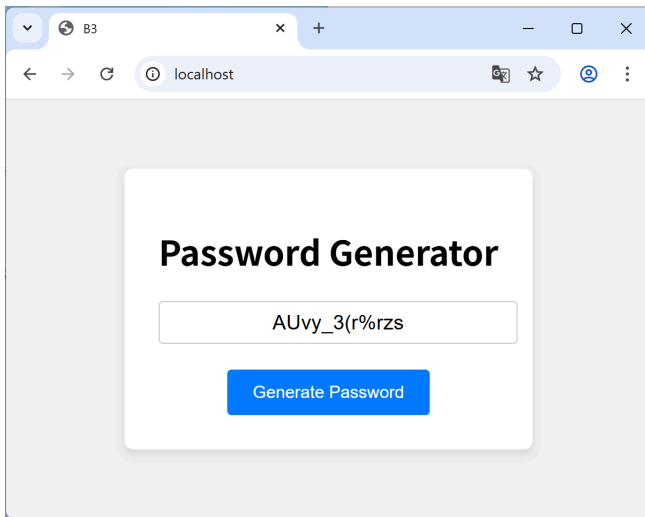 B3
localhost
Password Generator
AUvy_3(r%rzs
Generate Password